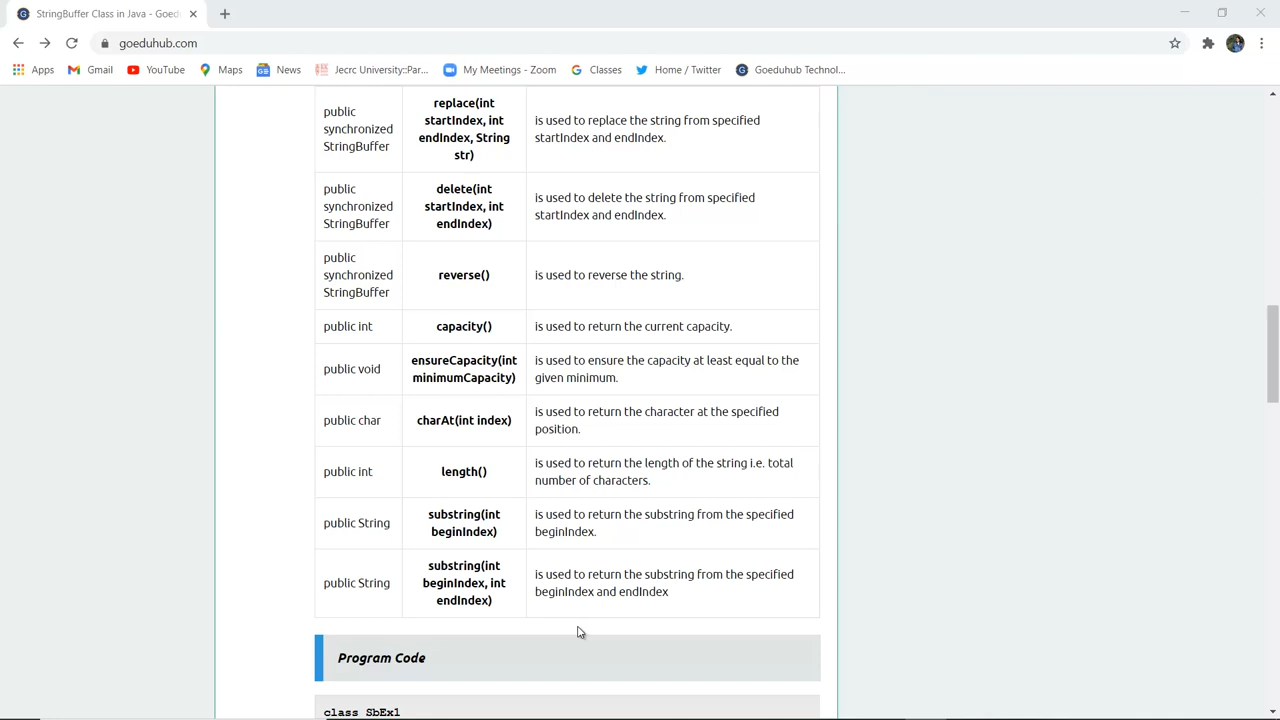 StringBuffer Class in Java - Goed
goeduhub.com
Apps Gmail YouTube Maps News Jecrc University::Par... My Meetings - Zoom Classes Home / Twitter Goeduhub Technol...
public
synchronized
StringBuffer
replace(int
startIndex, int
endIndex, String
str)
is used to replace the string from specified
startIndex and endIndex.
public
synchronized
StringBuffer
delete(int
startIndex, int
endIndex)
is used to delete the string from specified
startIndex and endIndex.
public
synchronized
StringBuffer
reverse()
is used to reverse the string.
public int
capacity()
is used to return the current capacity.
public void
ensureCapacity(int
minimumCapacity)
is used to ensure the capacity at least equal to the
given minimum.
public char
charAt(int index)
is used to return the character at the specified
position.
public int
length()
is used to return the length of the string i.e. total
number of characters.
public String
substring(int
beginIndex)
is used to return the substring from the specified
beginIndex.
public String
substring(int
beginIndex, int
endIndex)
is used to return the substring from the specified
beginIndex and endIndex
Program Code
class SbEx1